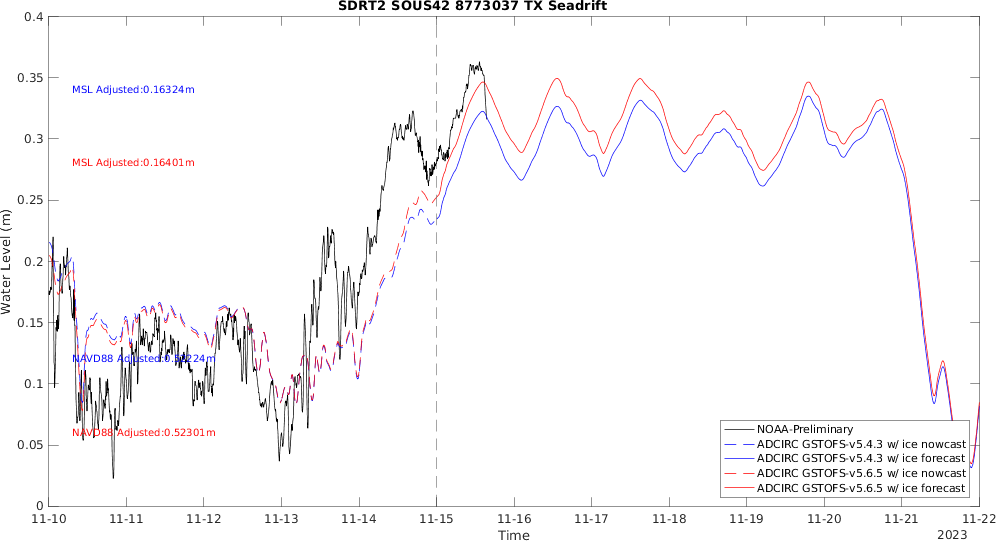 SDRT2 SOUS42 8773037 TX Seadrift
0.4
0.35
0.3
0.25
0.2
0.15
0.1
0.05
0
Water Level (m)
MSL Adjusted:0.16324m
MSL Adjusted:0.16401m
NAVD88 Adjusted:0.52224m
NAVD88 Adjusted:0.52301m
NOAA-Preliminary
ADCIRC GSTOFS-v5.4.3 w/ ice nowcast
ADCIRC GSTOFS-v5.4.3 w/ ice forecast
ADCIRC GSTOFS-v5.6.5 w/ ice nowcast
ADCIRC GSTOFS-v5.6.5 w/ ice forecast
11-10 11-11 11-12 11-13 11-14 11-15 11-16 11-17 11-18 11-19 11-20 11-21 11-22
Time
2023